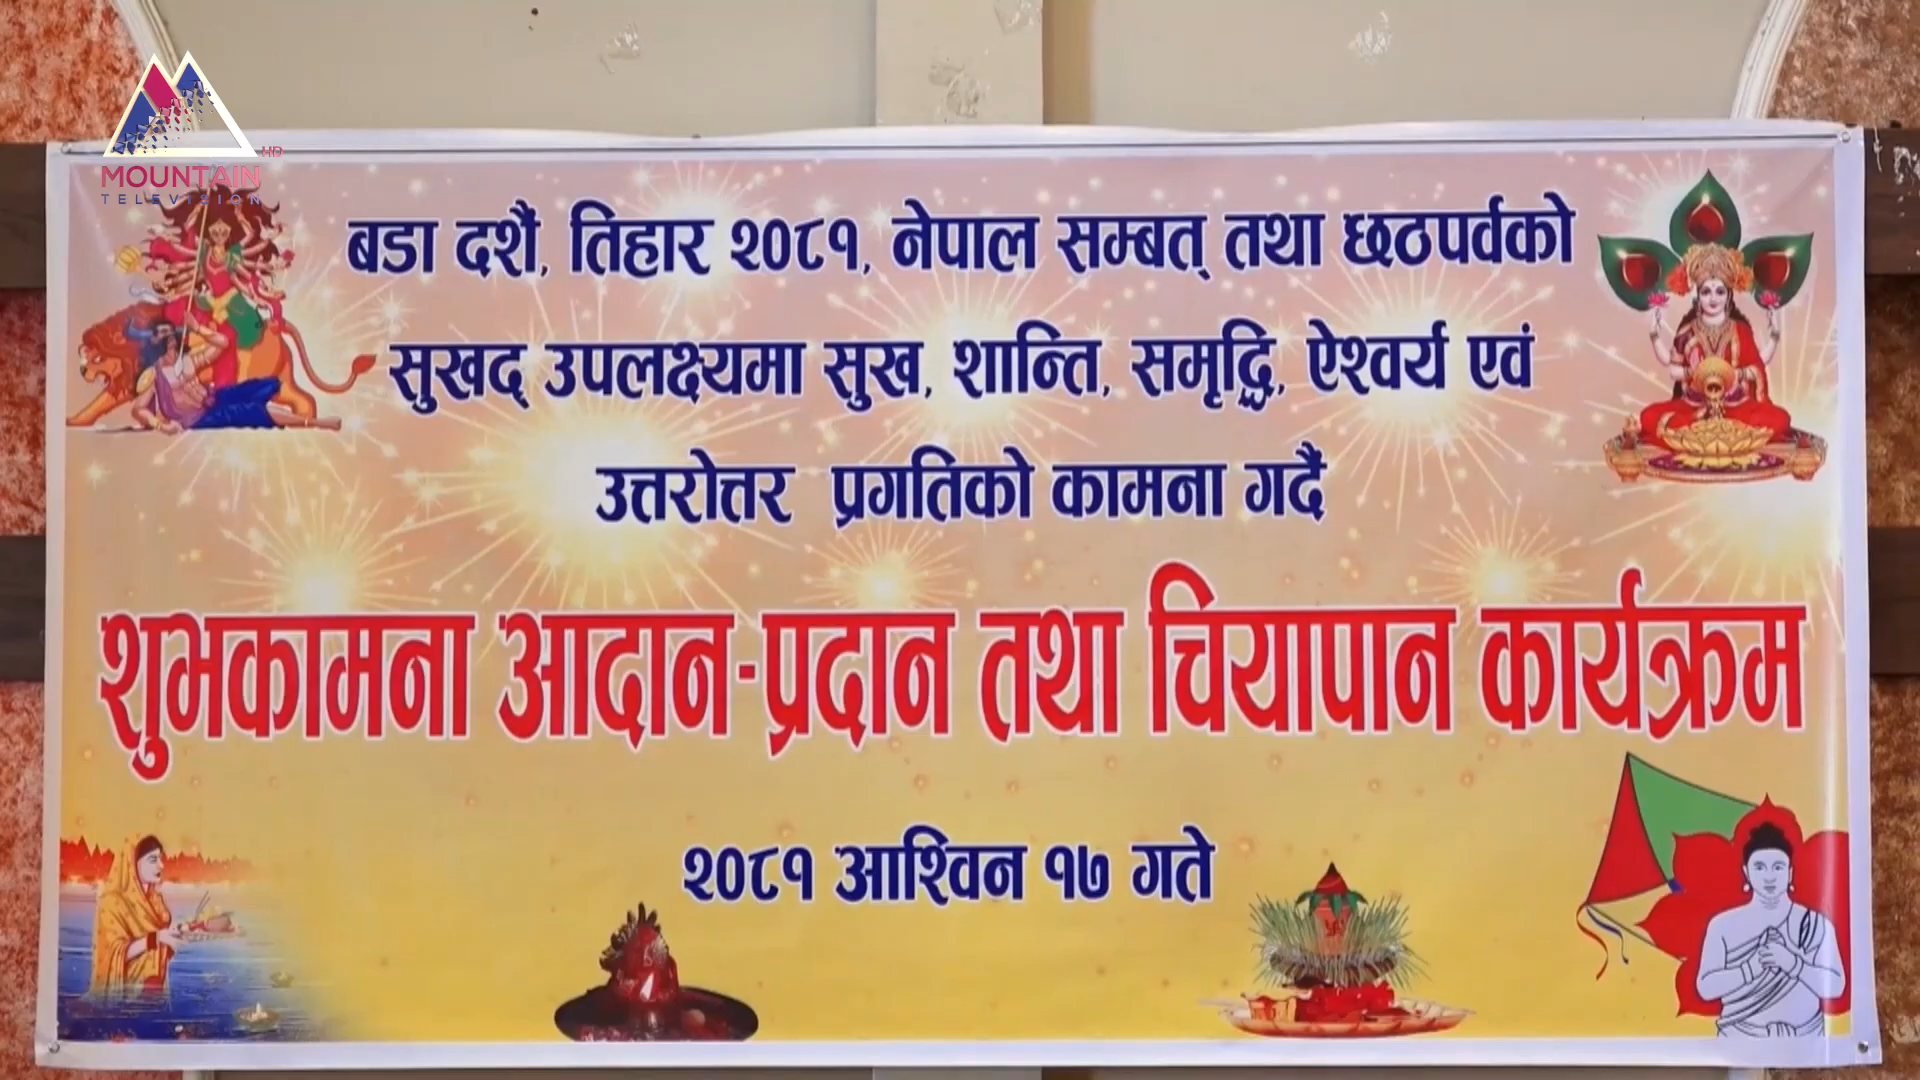 MOUNTAIN HD
TELEVISION
बडा दशैं, तिहार २०८१, नेपाल सम्बत् तथा छठपर्वको
सुखद् उपलक्ष्यमा सुख, शान्ति, समृद्धि, ऐश्वर्य एवं
उत्तरोत्तर प्रगतिको कामना गर्दै
शुभकामना आदान-प्रदान तथा चियापान कार्यक्रम
२०८१ आश्विन १७ गते